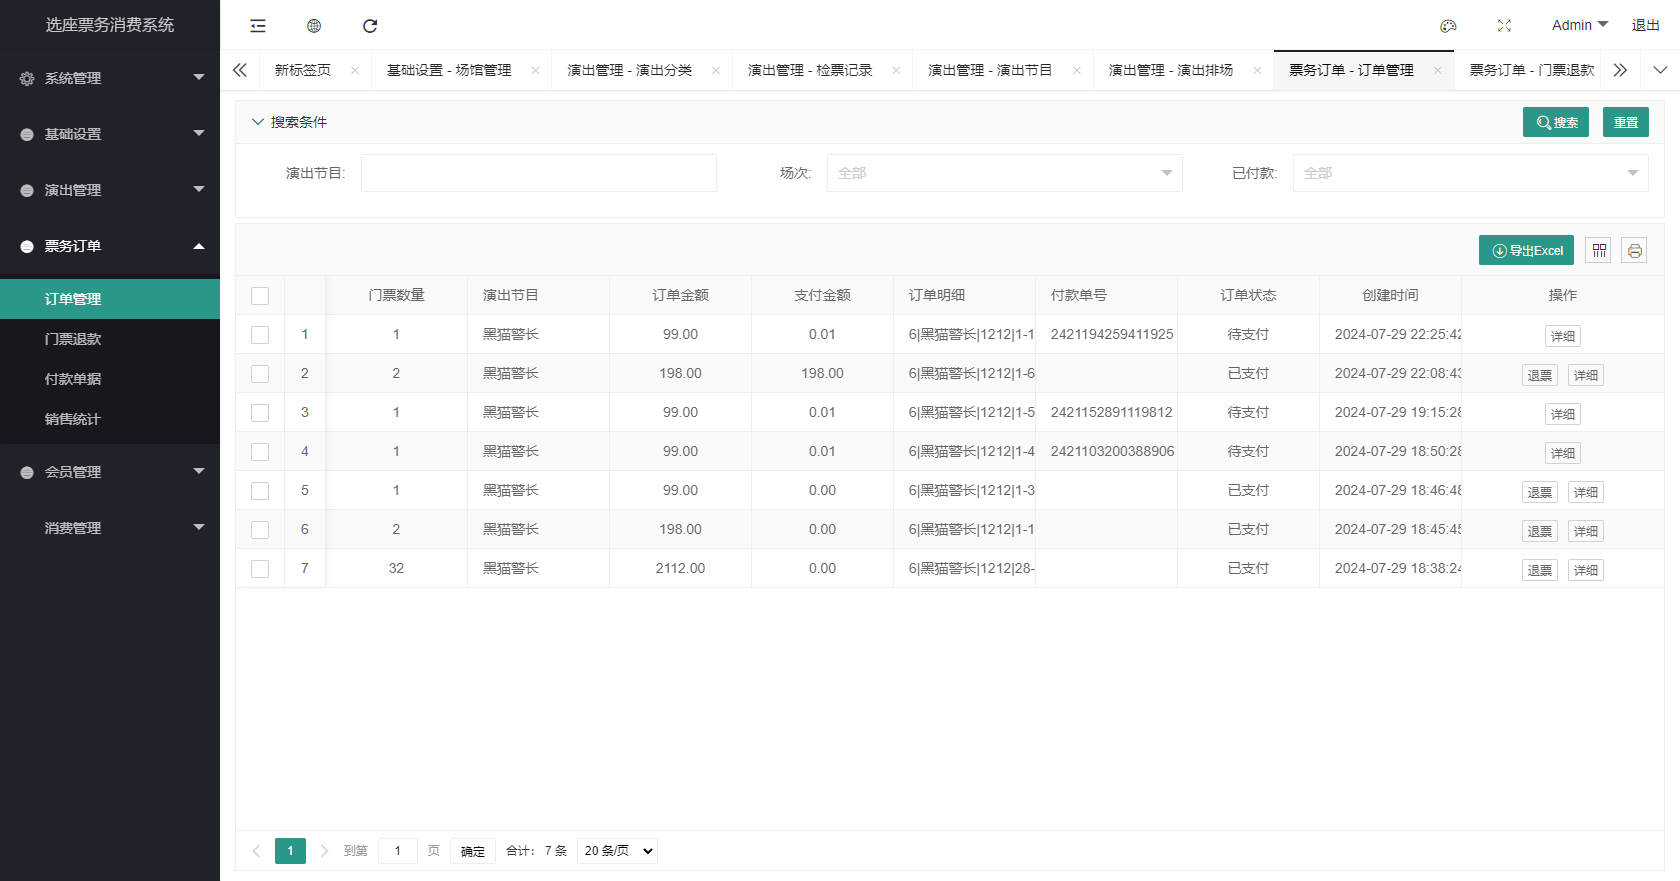 选座票务消费系统
Admin 退出
新标签页 基础设置 - 场馆管理 演出管理 - 演出分类 演出管理 - 检票记录 演出管理 - 演出节目 演出管理 - 演出排场 票务订单 - 订单管理 票务订单 - 门票退款
系统管理
基础设置
演出管理
票务订单
订单管理
门票退款
付款单据
销售统计
会员管理
消费管理
搜索条件 搜索 重置
演出节目: 场次: 全部 已付款: 全部
导出Excel
门票数量 演出节目 订单金额 支付金额 订单明细 付款单号 订单状态 创建时间 操作
1 1 黑猫警长 99.00 0.01 6|黑猫警长|1212|1-1 2421194259411925 待支付 2024-07-29 22:25:42 详细
2 2 黑猫警长 198.00 198.00 6|黑猫警长|1212|1-6 已支付 2024-07-29 22:08:43 退票 详细
3 1 黑猫警长 99.00 0.01 6|黑猫警长|1212|1-5 2421152891119812 待支付 2024-07-29 19:15:28 详细
4 1 黑猫警长 99.00 0.01 6|黑猫警长|1212|1-4 2421103200388906 待支付 2024-07-29 18:50:28 详细
5 1 黑猫警长 99.00 0.00 6|黑猫警长|1212|1-3 已支付 2024-07-29 18:46:48 退票 详细
6 2 黑猫警长 198.00 0.00 6|黑猫警长|1212|1-1 已支付 2024-07-29 18:45:45 退票 详细
7 32 黑猫警长 2112.00 0.00 6|黑猫警长|1212|28- 已支付 2024-07-29 18:38:24 退票 详细
1 到第 1 页 确定 合计: 7 条 20 条/页